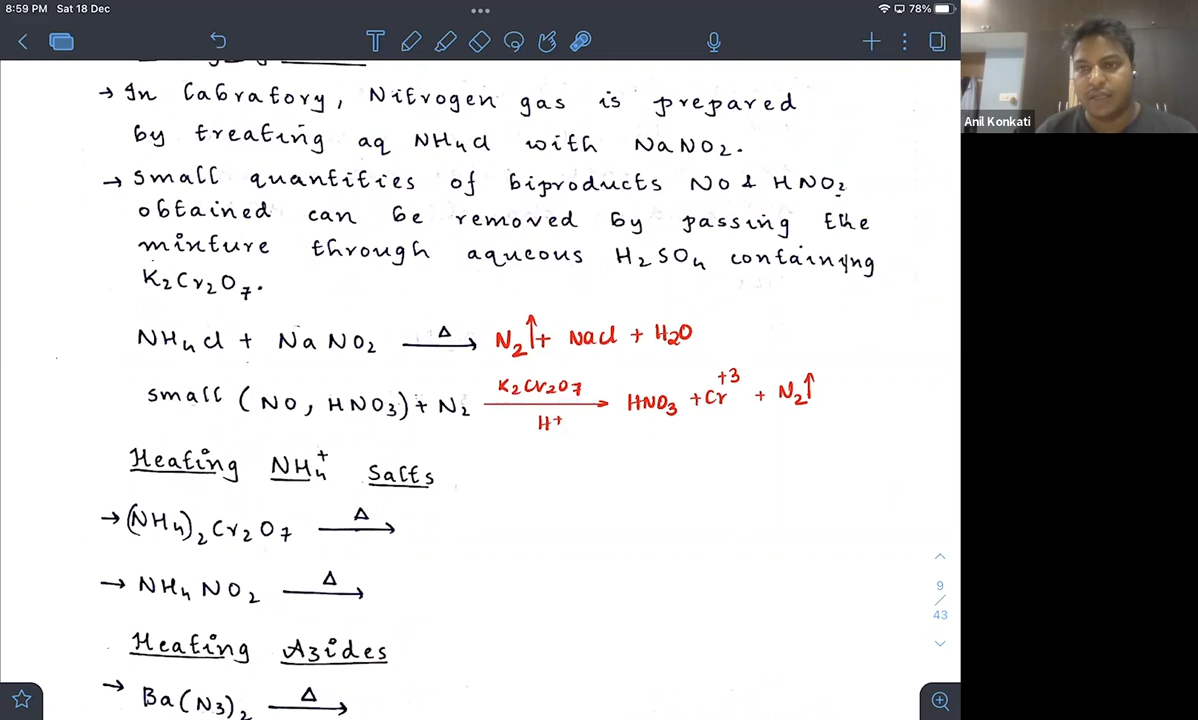 8:59 PM Sat 18 Dec
78%
→ In Labratory, Nitrogen gas is prepared
by treating aq NH4Cl with NaNO2.
→ Small quantities of biproducts NO & HNO2
obtained can be removed by passing the
mixture through aqueous H2SO4 containing
K2Cr2O7.
NH4Cl + NaNO2 —Δ→ N2↑ + NaCl + H2O
small (NO, HNO3) + N2 —K2Cr2O7/H+→ HNO3 + Cr+3 + N2↑
Heating NH4+ Salts
→ (NH4)2Cr2O7 —Δ→
→ NH4NO2 —Δ→
Heating Azides
→ Ba(N3)2 —Δ→
9
/
43
Anil Konkati